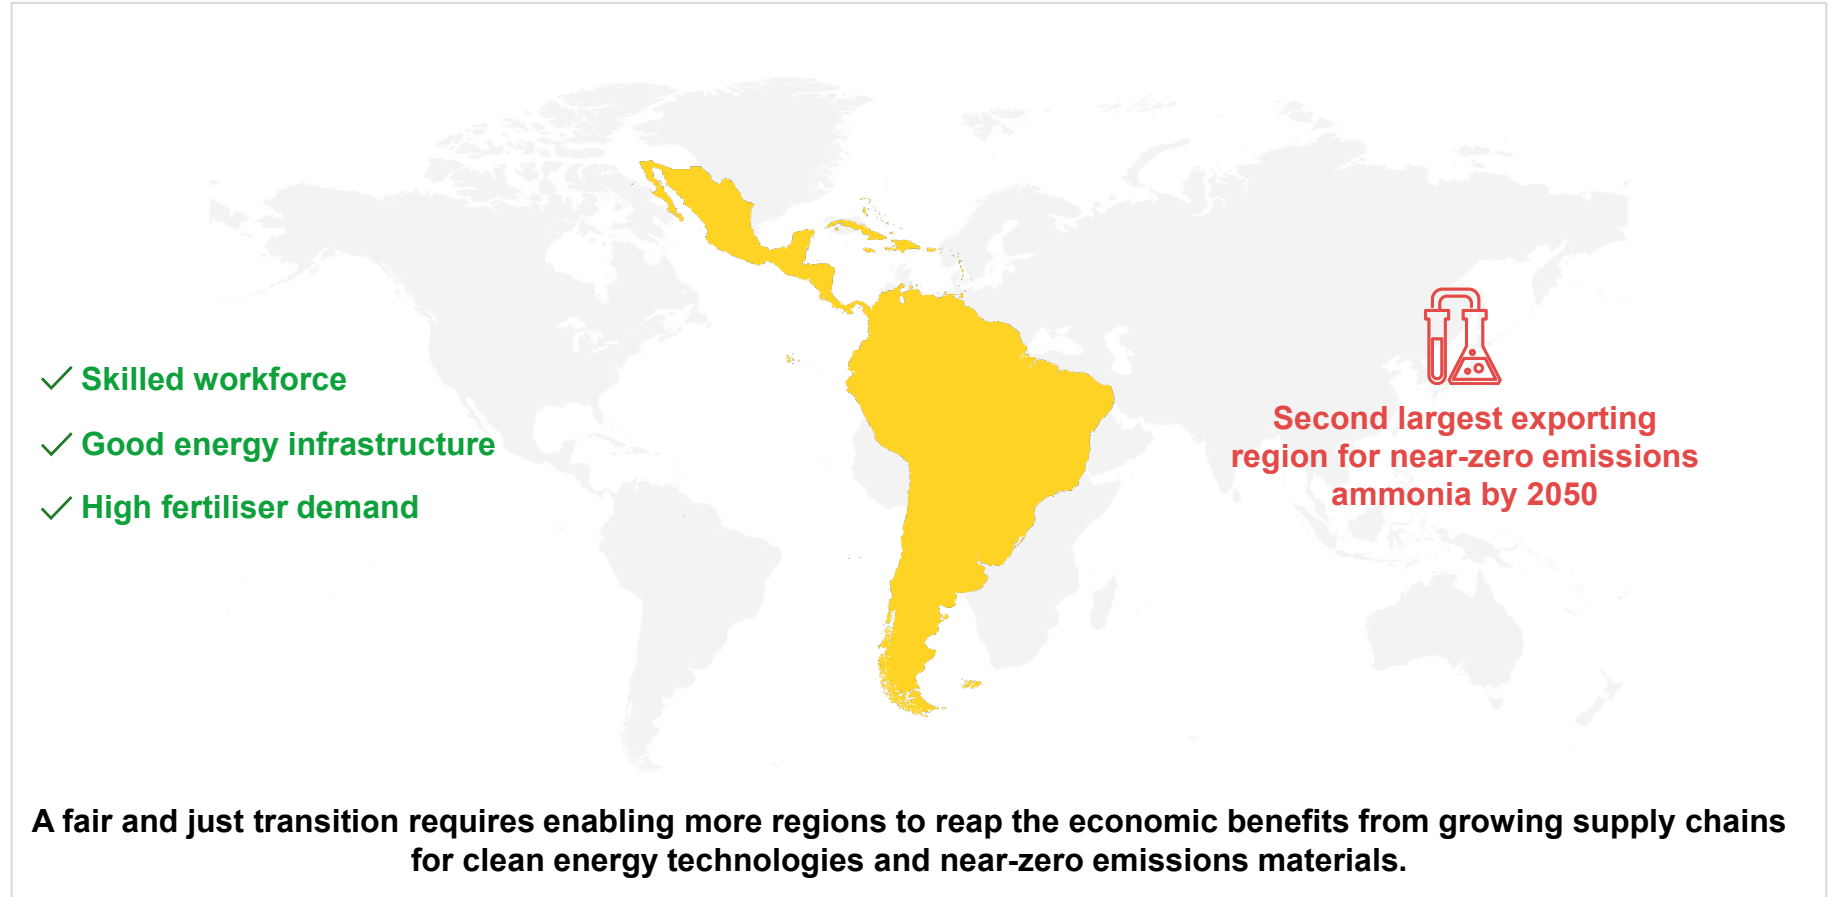 Skilled workforce
Good energy infrastructure
High fertiliser demand
Second largest exporting
region for near-zero emissions
ammonia by 2050
A fair and just transition requires enabling more regions to reap the economic benefits from growing supply chains
for clean energy technologies and near-zero emissions materials.